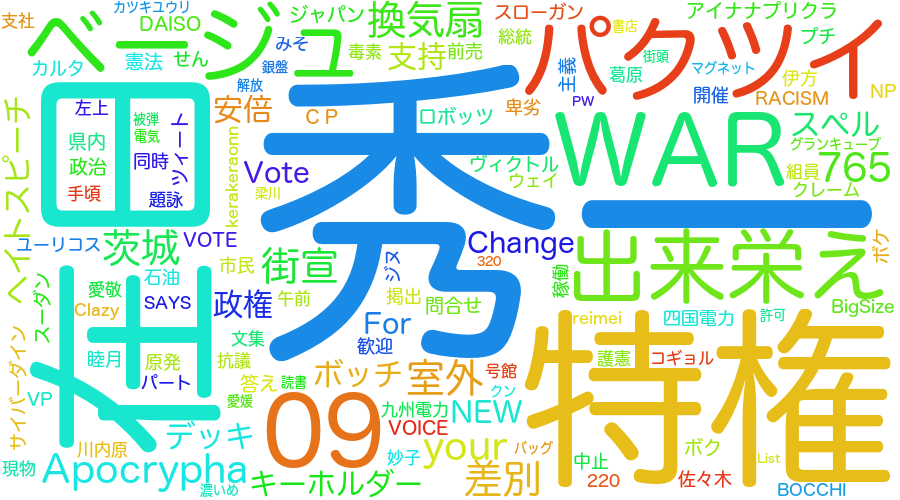 カツキユウリ
支社
DAISO
ジャパン
換気扇
スローガン
アイナナプリクラ
ベージュ
みそ
せん
憲法
カルタ
銀盤
毒素
支持
前売
総統
パクツイ
書店
プチ
街頭
葛原
マグネット
伊方
NP
主義
PW
開催
RACISM
解放
安倍
CP
ロボッツ
卑劣
左上
被弾
電気
県内
政治
同時
ツィート
手頃
題詠
kerakeraonn
Vote
梁川
秀一
ヴィクトル
ウェイ
WAR
スペル
グランキューブ
組員
765
クレーム
田
ヘイトスピーチ
ユーリコス
VOTE
茨城
市民
街宣
ヌジ
Change
320
稼働
出来栄え
ボケ
BigSize
スーダン
愛敬
石油
Clazy
SAYS
政権
午前
掲出
問合せ
For
歓迎
文集
reimei
四国電力
許可
任
睦月
原発
抗議
パート
答え
読書
愛媛
ボッチ
室外
号館
クン
護憲
コギョル
特権
サイバーダイン
VP
デッキ
09
九州電力
NEW
VOICE
川内原
現物
Apocrypha
濃いめ
キーホルダー
妙子
your
差別
バッグ
中止
220
ボク
佐々木
List
BOCCHI